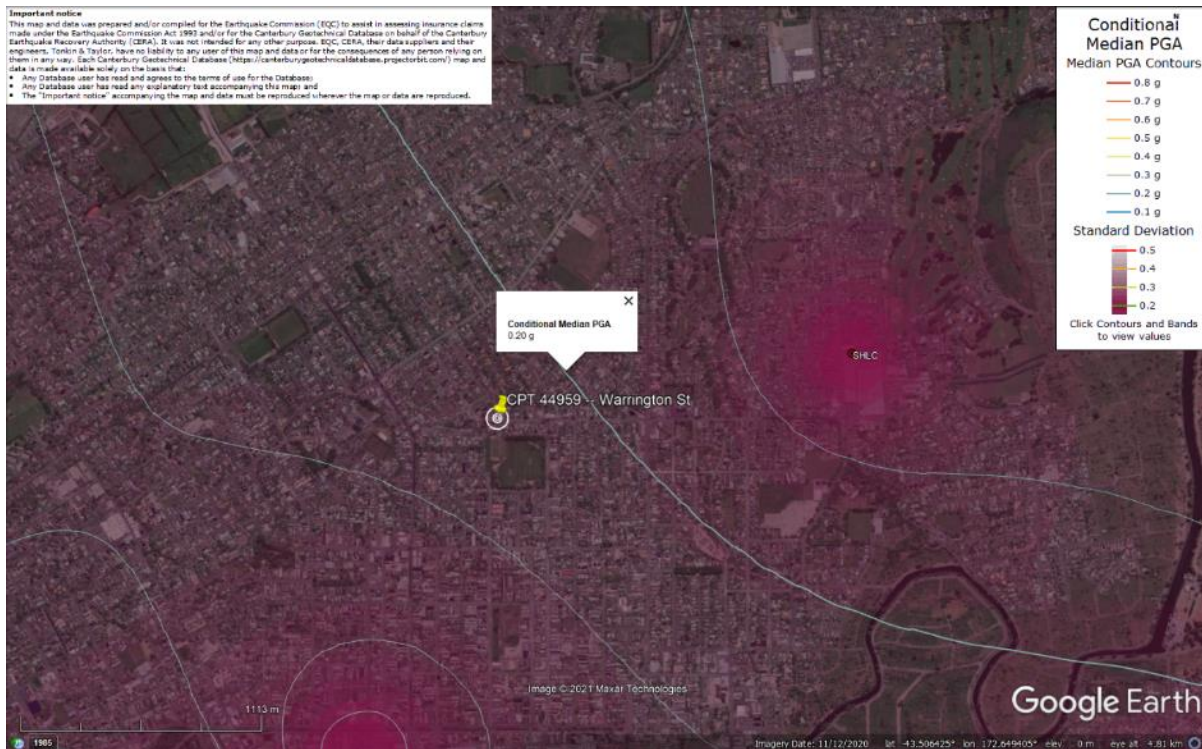 Important notice
This map and data was prepared and/or compiled for the Earthquake Commission (EQC) to assist in assessing insurance claims
made under the Earthquake Commission Act 1993 and/or for the Canterbury Geotechnical Database on behalf of the Canterbury
Earthquake Recovery Authority (CERA). It was not intended for any other purpose. EQC, CERA, their data suppliers and their
engineers, Tonkin & Taylor, have no liability to any user of this map and data or for the consequences of any person relying on
them in any way. Each Canterbury Geotechnical Database (https://canterburygeotechnicaldatabase.projectorbit.com/) map and
data is made available solely on the basis that:
• Any Database user has read and agrees to the terms of use for the Database;
• Any Database user has read any explanatory text accompanying this map; and
• The "Important notice" accompanying the map and data must be reproduced wherever the map or data are reproduced.
N
Conditional
Median PGA
Median PGA Contours
0.8 g
0.7 g
0.6 g
0.5 g
0.4 g
0.3 g
0.2 g
0.1 g
Standard Deviation
0.5
0.4
0.3
0.2
Click Contours and Bands
to view values
Conditional Median PGA
0.20 g
SHLC
CPT 44959 -- Warrington St
Image © 2021 Maxar Technologies
Google Earth
1113 m
1985
Imagery Date: 11/12/2020 lat -43.506425° lon 172.649405° elev 0 m eye alt 4.81 km